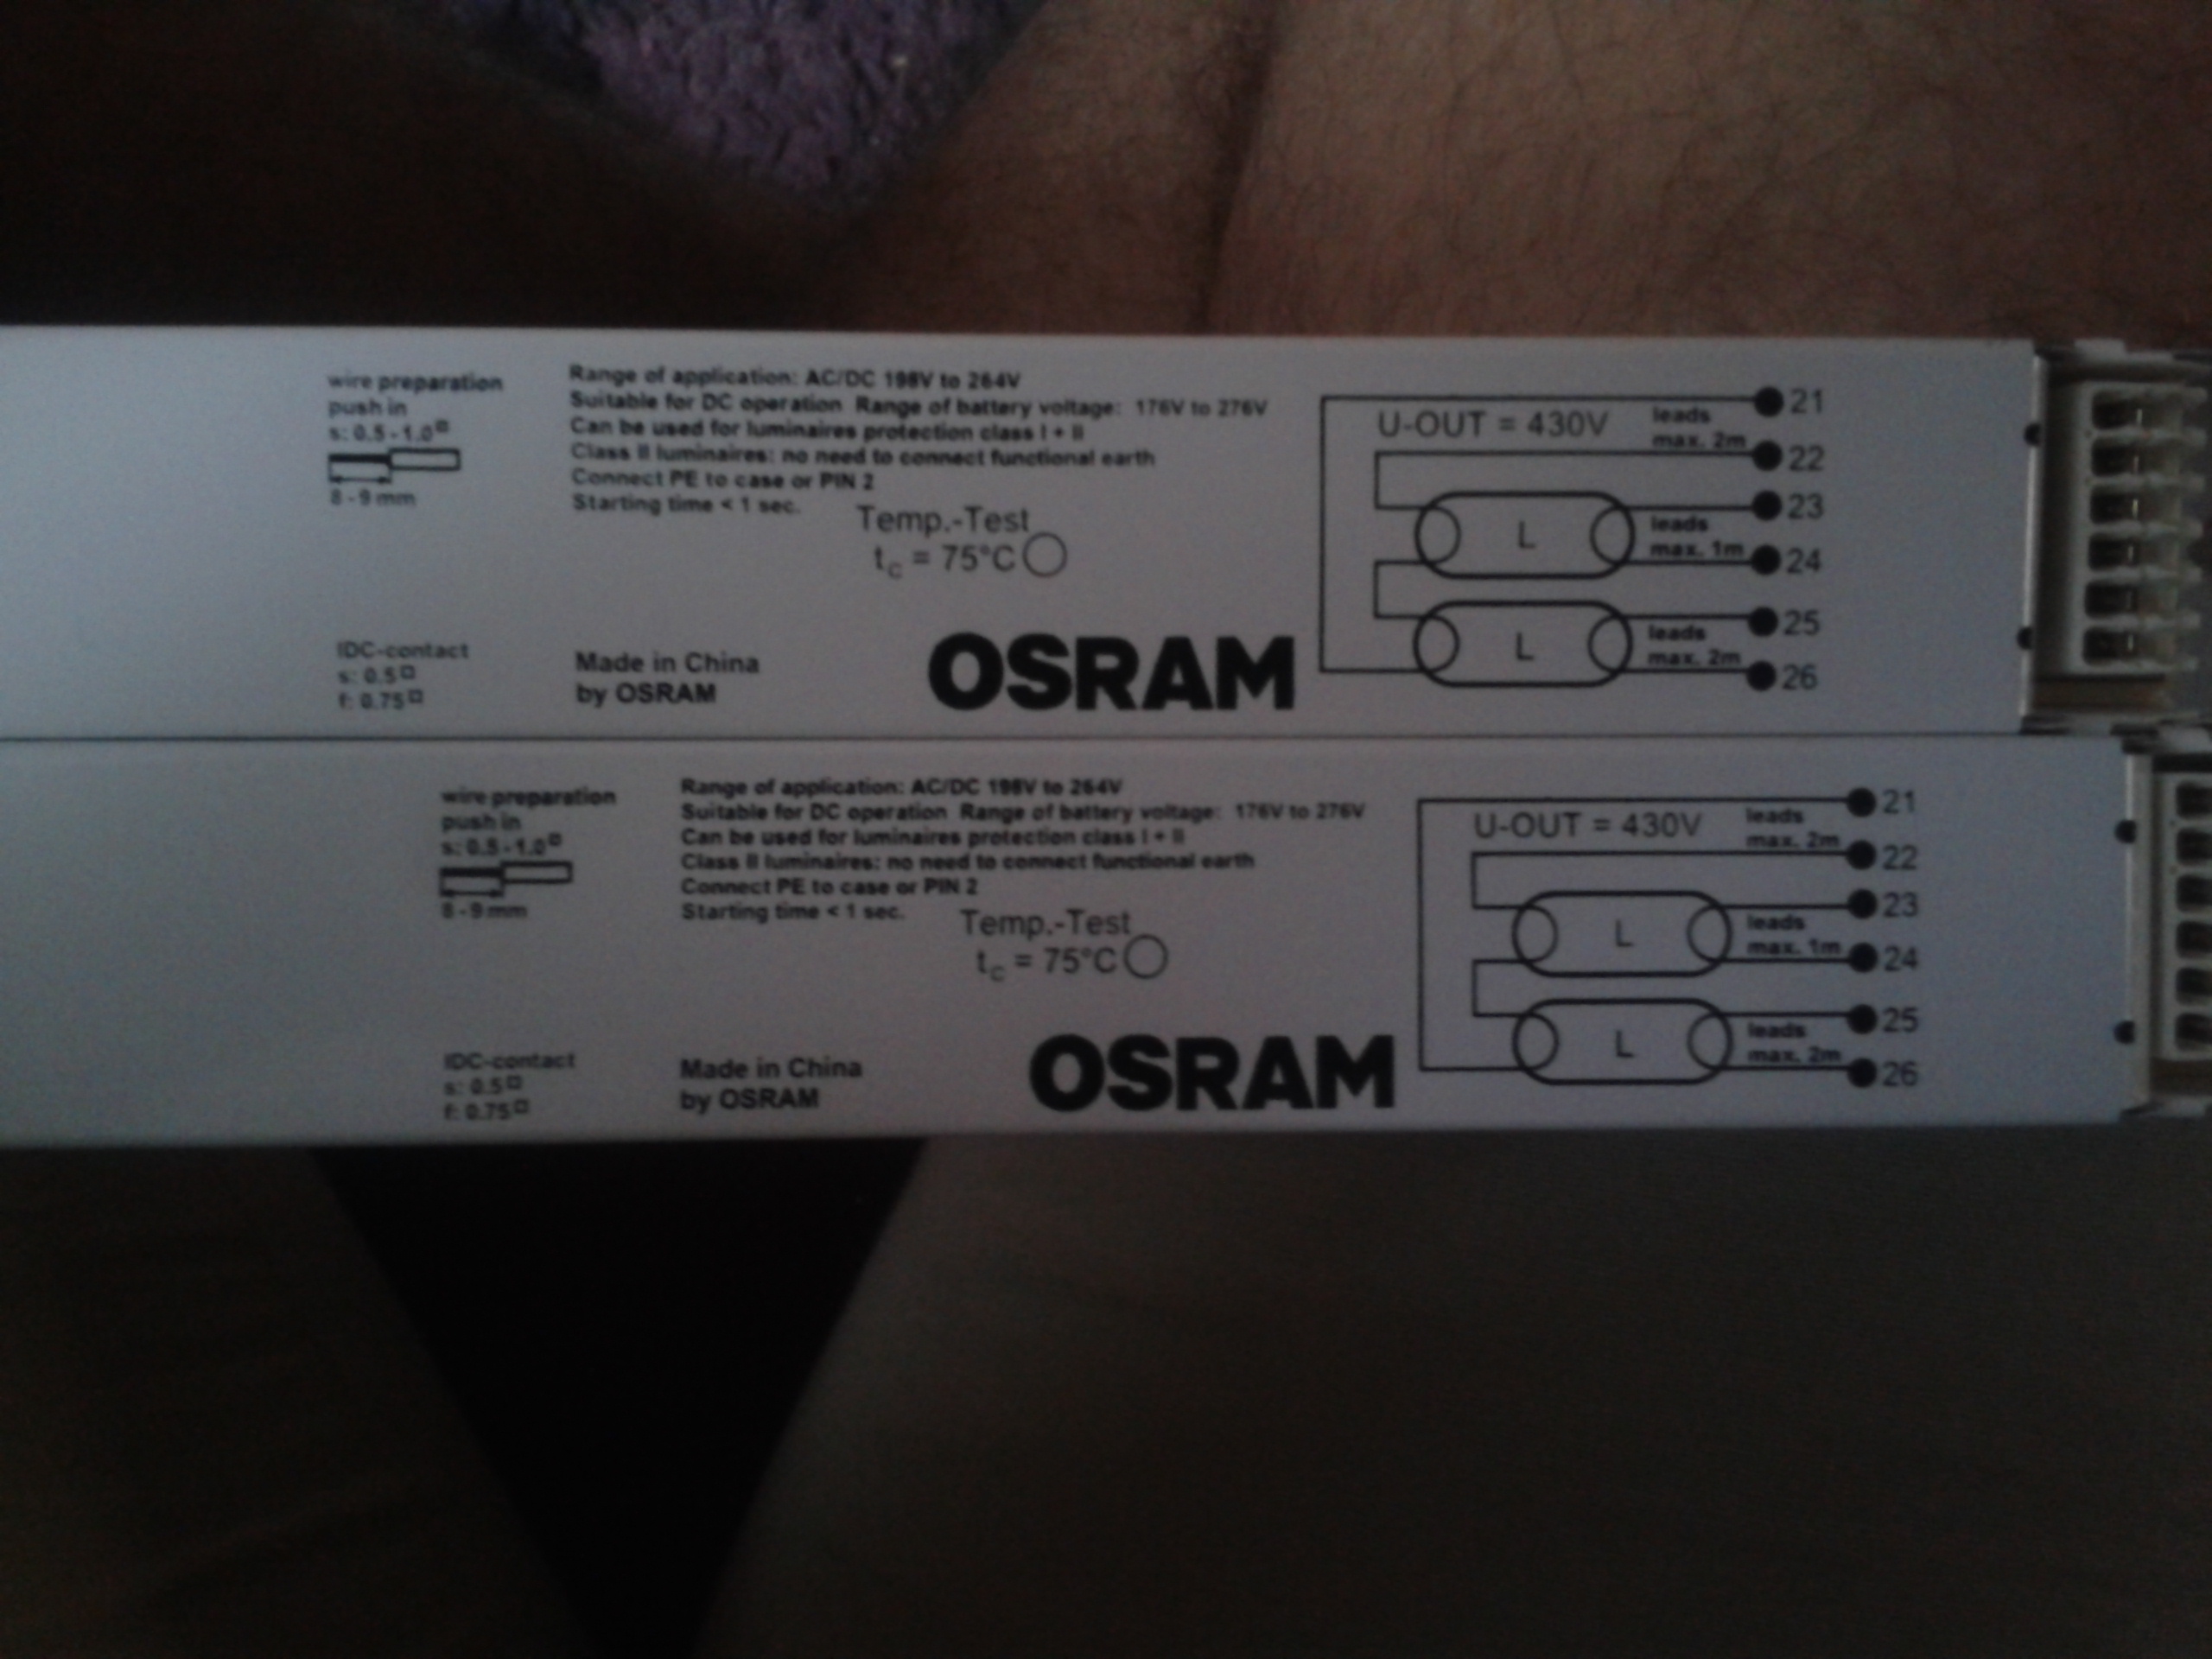 wire preparation
push in
s: 0.5 - 1.0
8 - 9 mm
Range of application: AC/DC 198V to 264V
Suitable for DC operation Range of battery voltage: 176V to 276V
Can be used for luminaires protection class I + II
Class II luminaires: no need to connect functional earth
Connect PE to case or PIN 2
Starting time < 1 sec.
Temp.-Test
tc = 75°C
IDC-contact
s: 0.5
f: 0.75
Made in China
by OSRAM
OSRAM
U-OUT = 430V
leads
max. 2m
leads
max. 1m
leads
max. 2m
L
L
21
22
23
24
25
26
wire preparation
push in
s: 0.5 - 1.0
8 - 9 mm
Range of application: AC/DC 198V to 264V
Suitable for DC operation Range of battery voltage: 176V to 276V
Can be used for luminaires protection class I + II
Class II luminaires: no need to connect functional earth
Connect PE to case or PIN 2
Starting time < 1 sec.
Temp.-Test
tc = 75°C
IDC-contact
s: 0.5
f: 0.75
Made in China
by OSRAM
OSRAM
U-OUT = 430V
leads
max. 2m
leads
max. 1m
leads
max. 2m
L
L
21
22
23
24
25
26